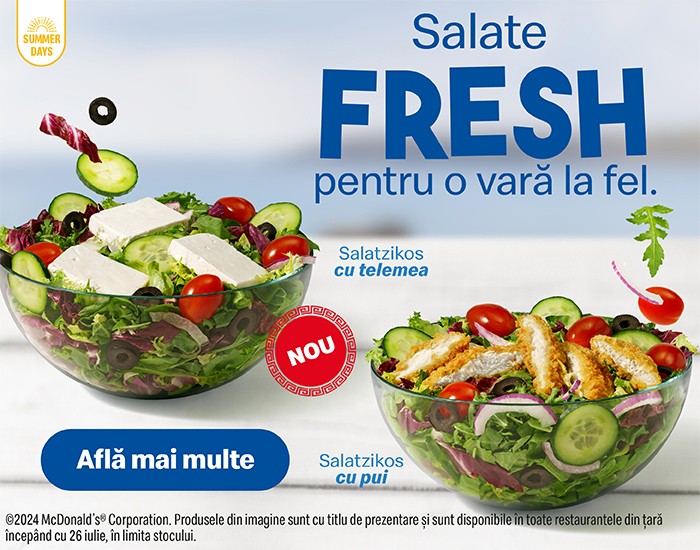 SUMMER
DAYS
Salate
FRESH
pentru o vară la fel.
Salatzikos
cu telemea
NOU
Află mai multe
Salatzikos
cu pui
©2024 McDonald's® Corporation. Produsele din imagine sunt cu titlu de prezentare și sunt disponibile în toate restaurantele din țară
începând cu 26 iulie, în limita stocului.